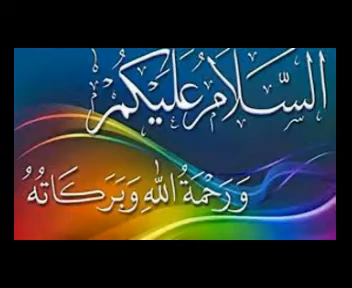 السَّلَامُ عَلَيْكُمْ
وَرَحْمَةُ اللهِ وَبَرَكَاتُهُ